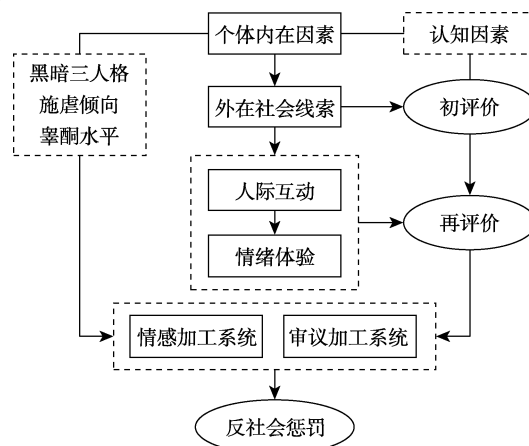 个体内在因素
认知因素
黑暗三人格
施虐倾向
睾酮水平
外在社会线索
初评价
人际互动
再评价
情绪体验
情感加工系统
审议加工系统
反社会惩罚